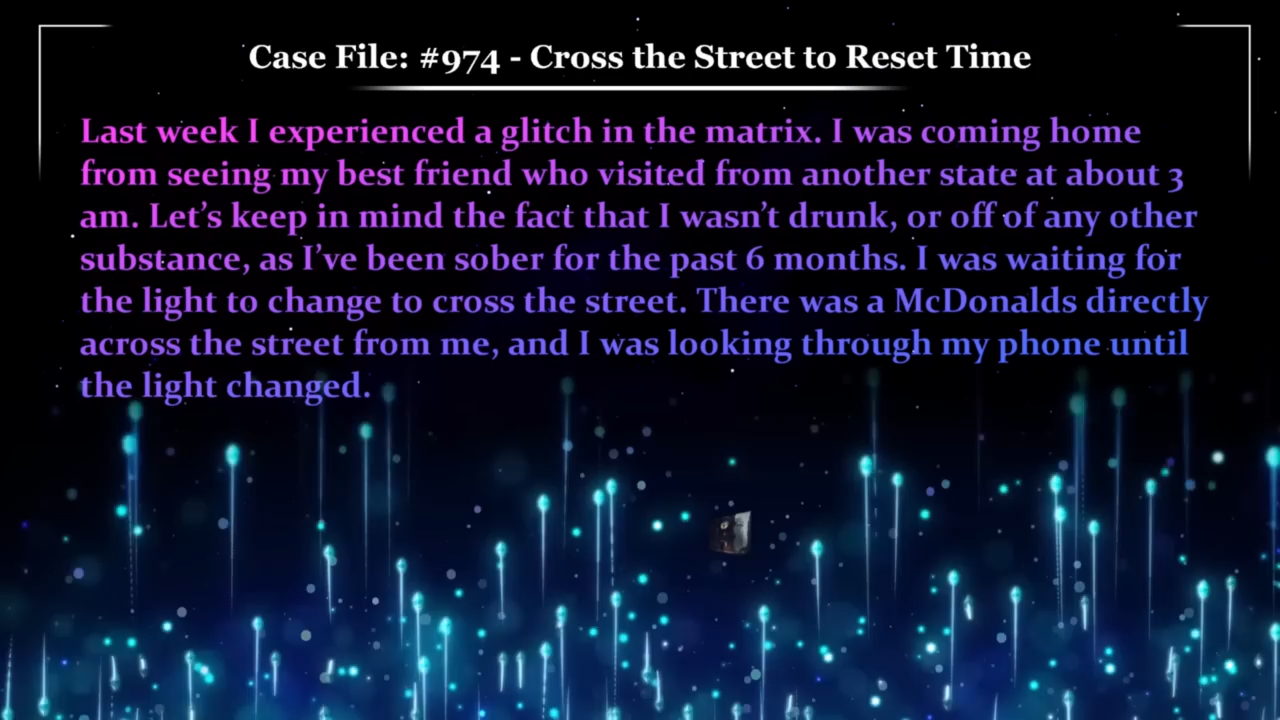 Case File: #974 - Cross the Street to Reset Time
Last week I experienced a glitch in the matrix. I was coming home
from seeing my best friend who visited from another state at about 3
am. Let’s keep in mind the fact that I wasn’t drunk, or off of any other
substance, as I’ve been sober for the past 6 months. I was waiting for
the light to change to cross the street. There was a McDonalds directly
across the street from me, and I was looking through my phone until
the light changed.